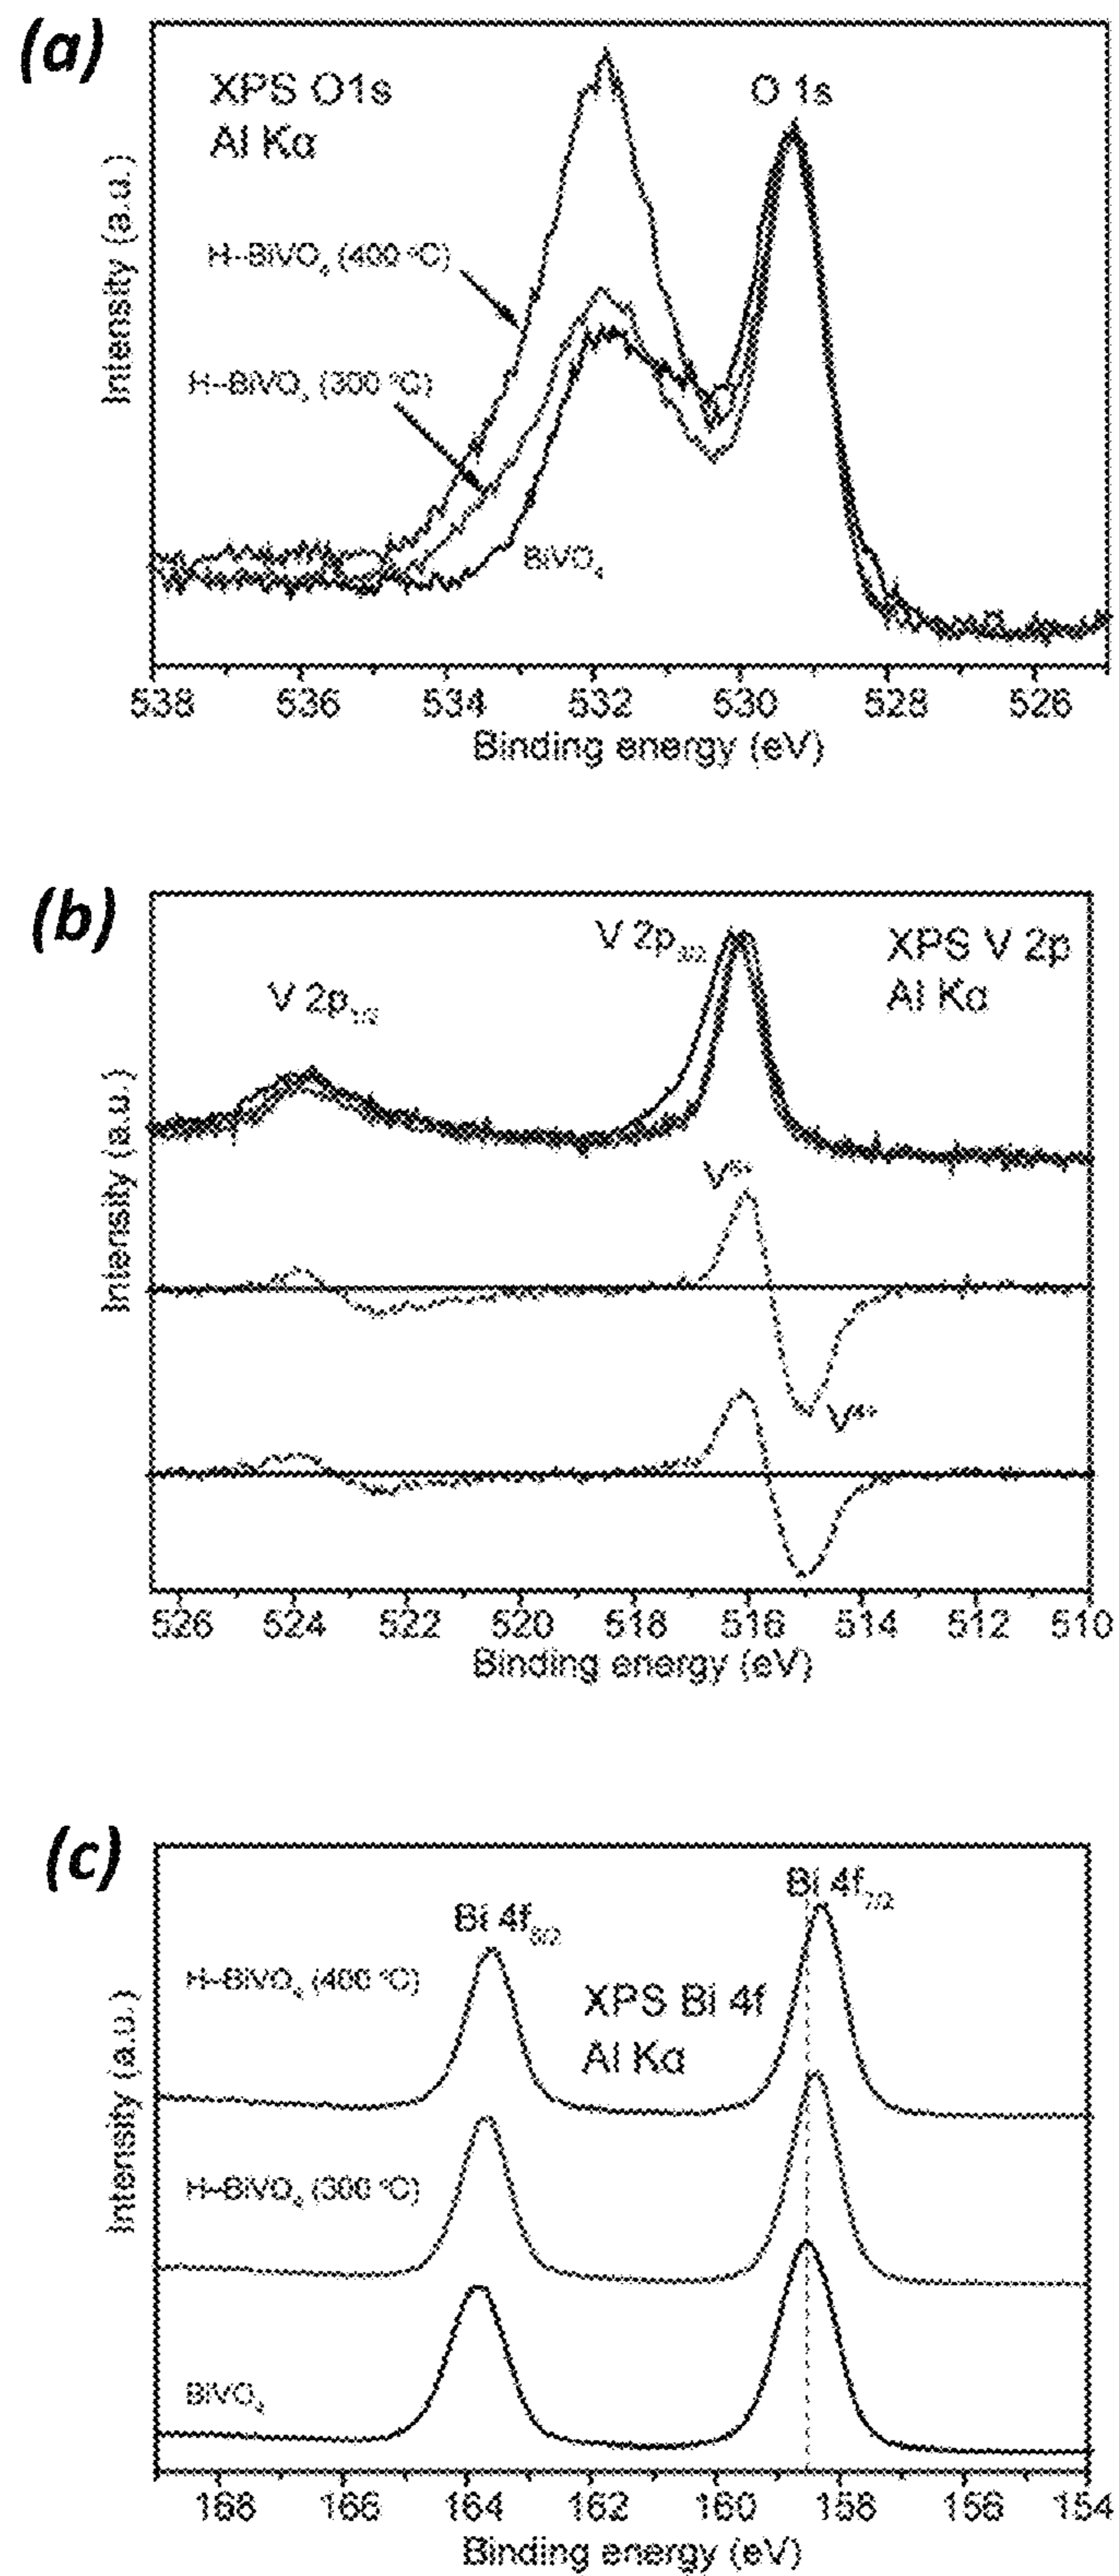 (a)
XPS O1s
Al Kα
O 1s
H-BiVO₄ (400 °C)
H-BiVO₄ (300 °C)
BiVO₄
Intensity (a.u.)
538 536 534 532 530 528 526
Binding energy (eV)
(b)
V 2p₃/₂
XPS V 2p
Al Kα
V 2p₁/₂
V⁵⁺
V⁴⁺
Intensity (a.u.)
Intensity (a.u.)
526 524 522 520 518 516 514 512 510
Binding energy (eV)
(c)
Bi 4f₇/₂
Bi 4f₅/₂
H-BiVO₄ (400 °C)
XPS Bi 4f
Al Kα
H-BiVO₄ (300 °C)
BiVO₄
Intensity (a.u.)
168 166 164 162 160 158 156 154
Binding energy (eV)